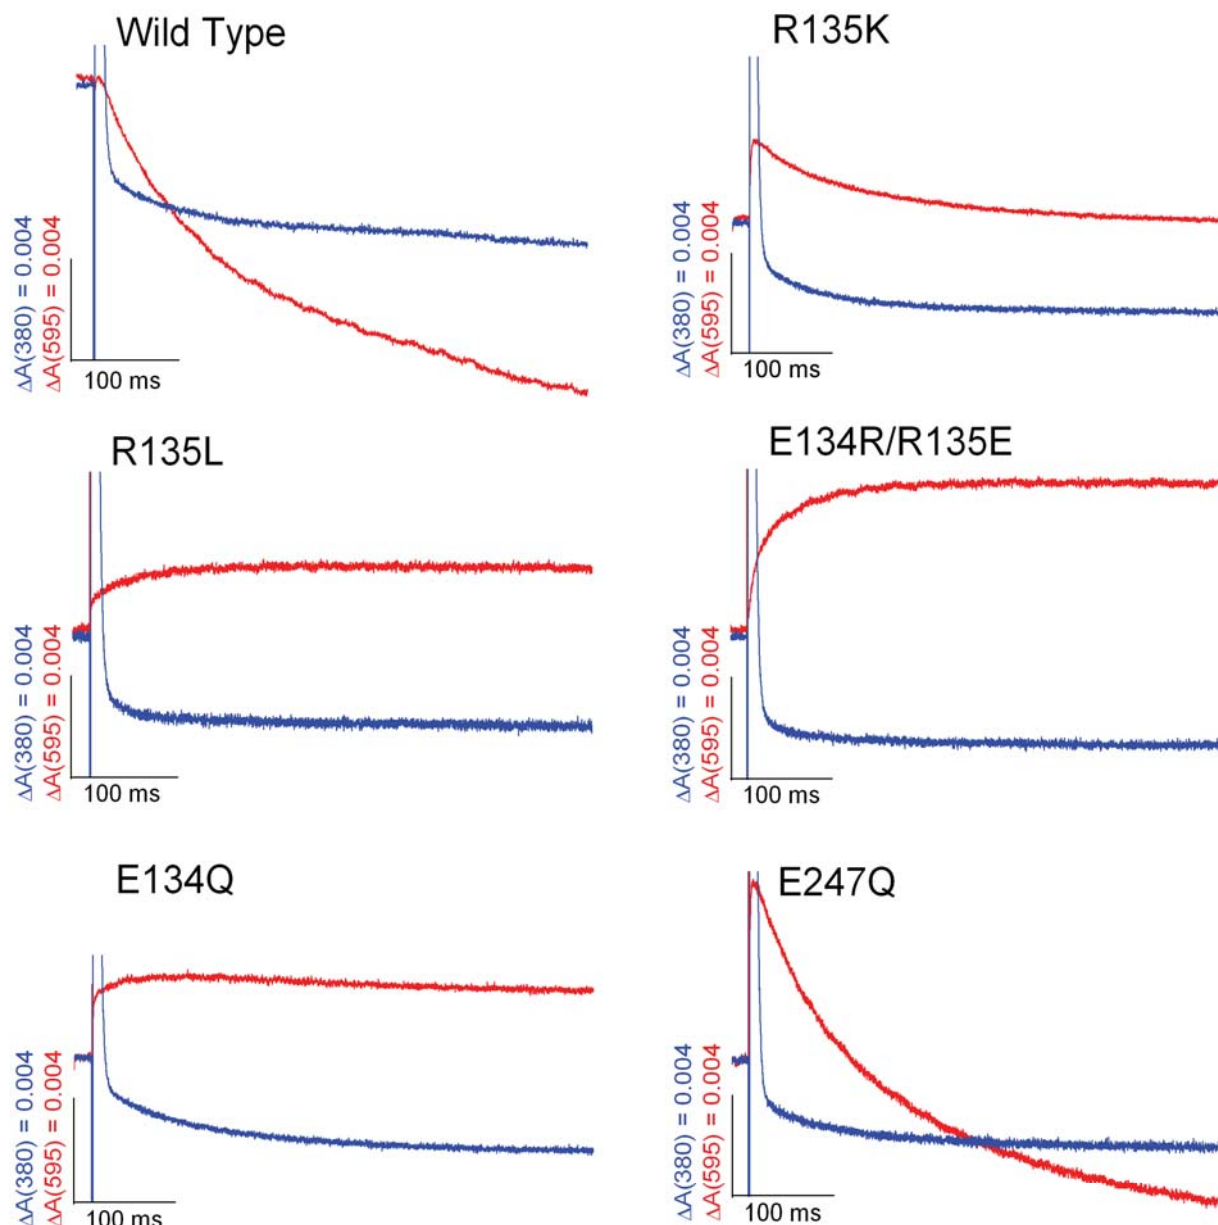 Wild Type
ΔA(380) = 0.004
ΔA(595) = 0.004
100 ms
R135K
ΔA(380) = 0.004
ΔA(595) = 0.004
100 ms
R135L
ΔA(380) = 0.004
ΔA(595) = 0.004
100 ms
E134R/R135E
ΔA(380) = 0.004
ΔA(595) = 0.004
100 ms
E134Q
ΔA(380) = 0.004
ΔA(595) = 0.004
100 ms
E247Q
ΔA(380) = 0.004
ΔA(595) = 0.004
100 ms